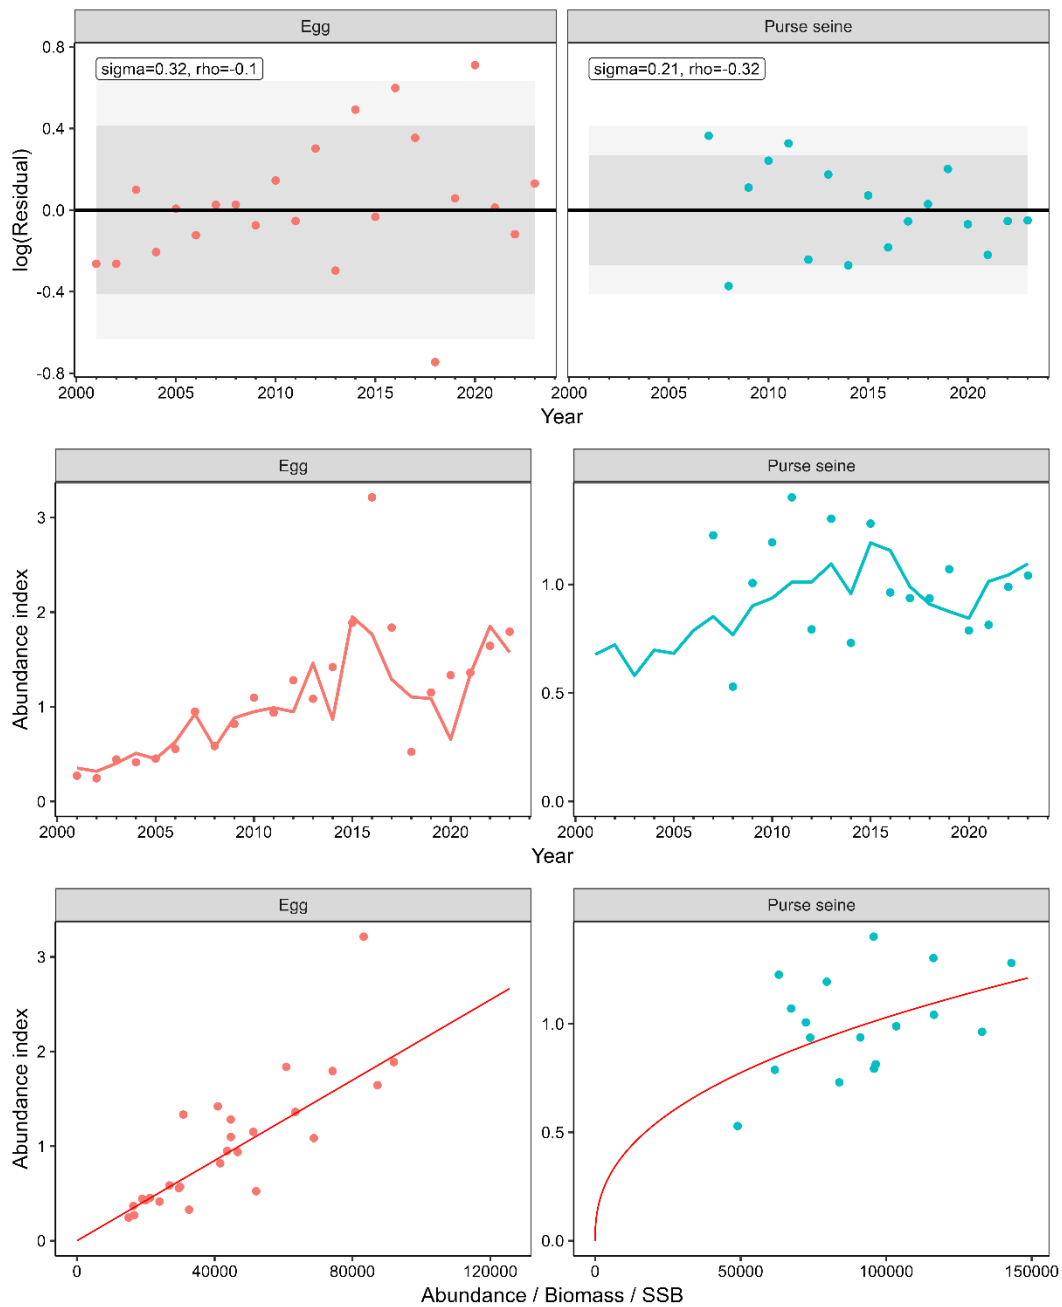 Egg Purse seine
0.8
sigma=0.32, rho=-0.1 sigma=0.21, rho=-0.32
0.4
0.0
-0.4
-0.8
log(Residual)
2000 2005 2010 2015 2020 2000 2005 2010 2015 2020
Year
Egg Purse seine
3
2
1
0
Abundance index
1.0
0.5
0.0
2000 2005 2010 2015 2020 2000 2005 2010 2015 2020
Year
Egg Purse seine
3
2
1
0
Abundance index
1.0
0.5
0.0
0 40000 80000 120000 0 50000 100000 150000
Abundance / Biomass / SSB